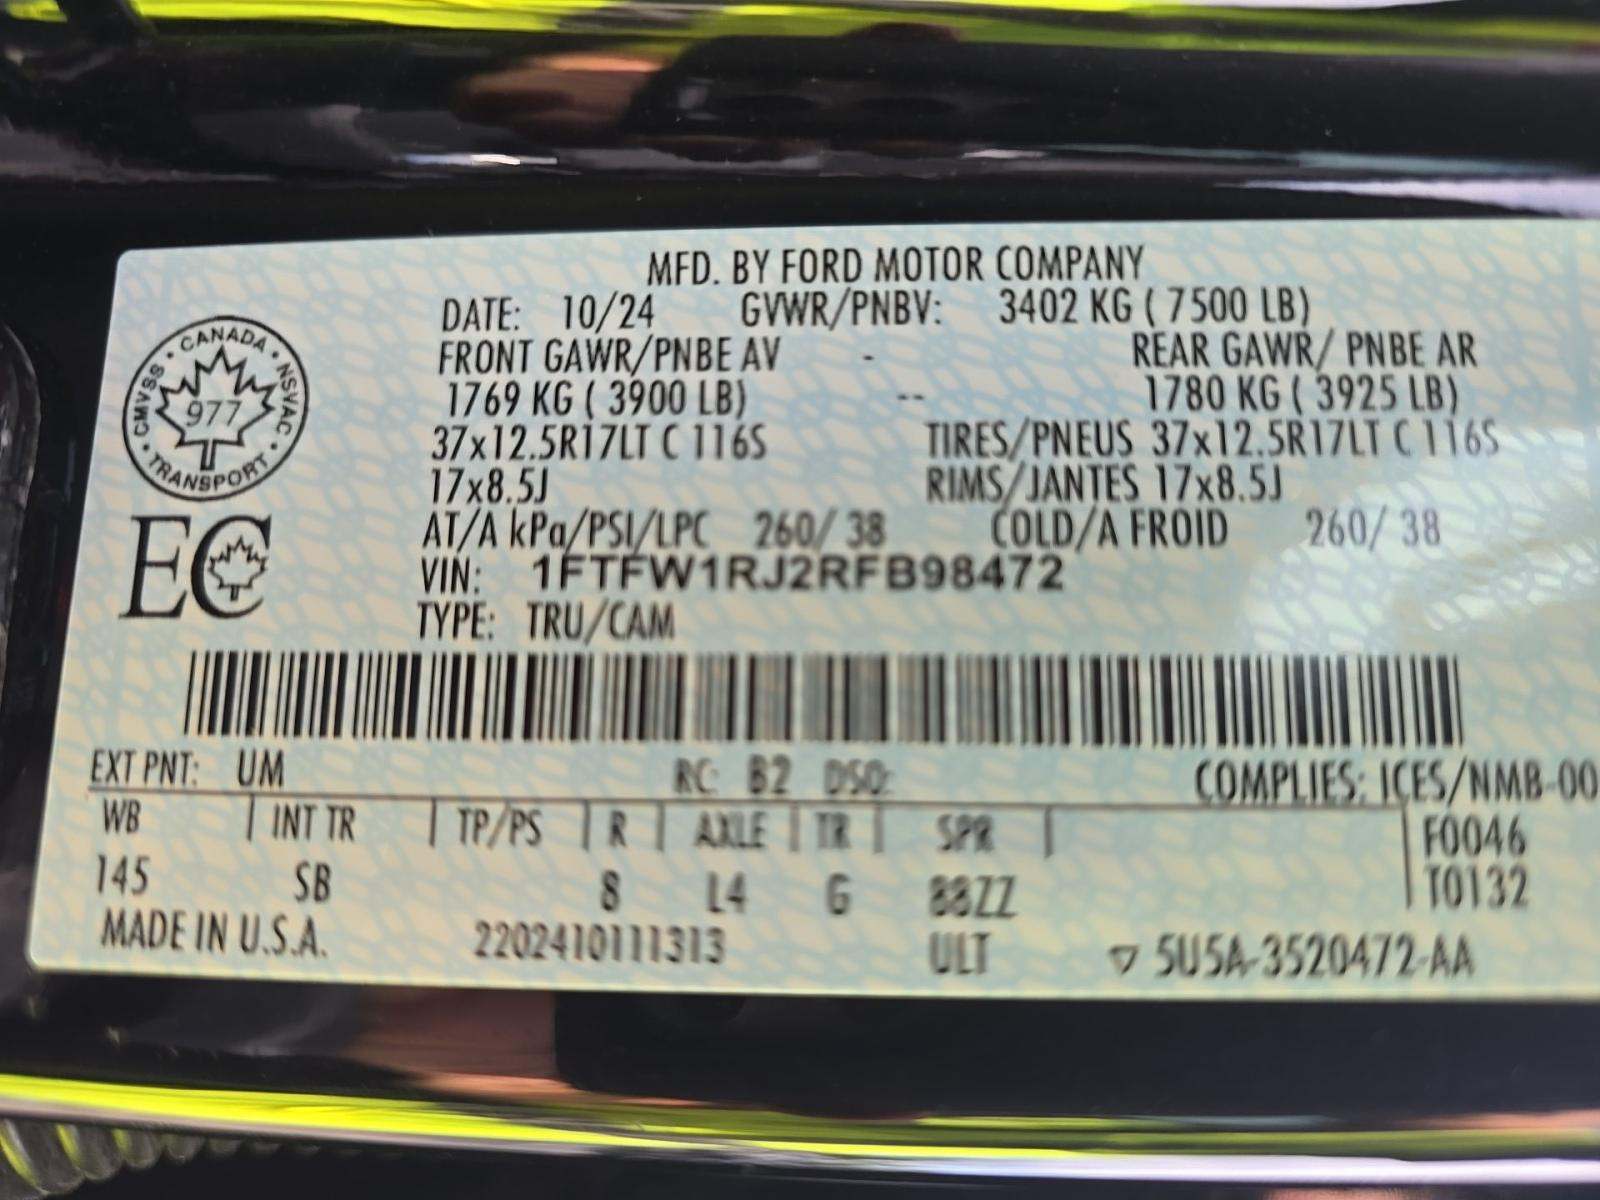 MFD. BY FORD MOTOR COMPANY
DATE: 10/24 GVWR/PNBV: 3402 KG ( 7500 LB)
FRONT GAWR/PNBE AV - REAR GAWR/ PNBE AR
1769 KG ( 3900 LB) -- 1780 KG ( 3925 LB)
37x12.5R17LT C 116S TIRES/PNEUS 37x12.5R17LT C 116S
17x8.5J RIMS/JANTES 17x8.5J
AT/A kPa/PSI/LPC 260/ 38 COLD/A FROID 260/ 38
VIN: 1FTFW1RJ2RFB98472
TYPE: TRU/CAM
CANADA · NSVAC · TRANSPORT · CMVSS ·
977
EC
EXT PNT: UM RC: B2 DSO: COMPLIES: ICES/NMB-00
WB | INT TR | TP/PS | R | AXLE | TR | SPR | F0046
145 SB 8 L4 G 88ZZ T0132
MADE IN U.S.A. 2202410111313 ULT ▽ 5U5A-3520472-AA